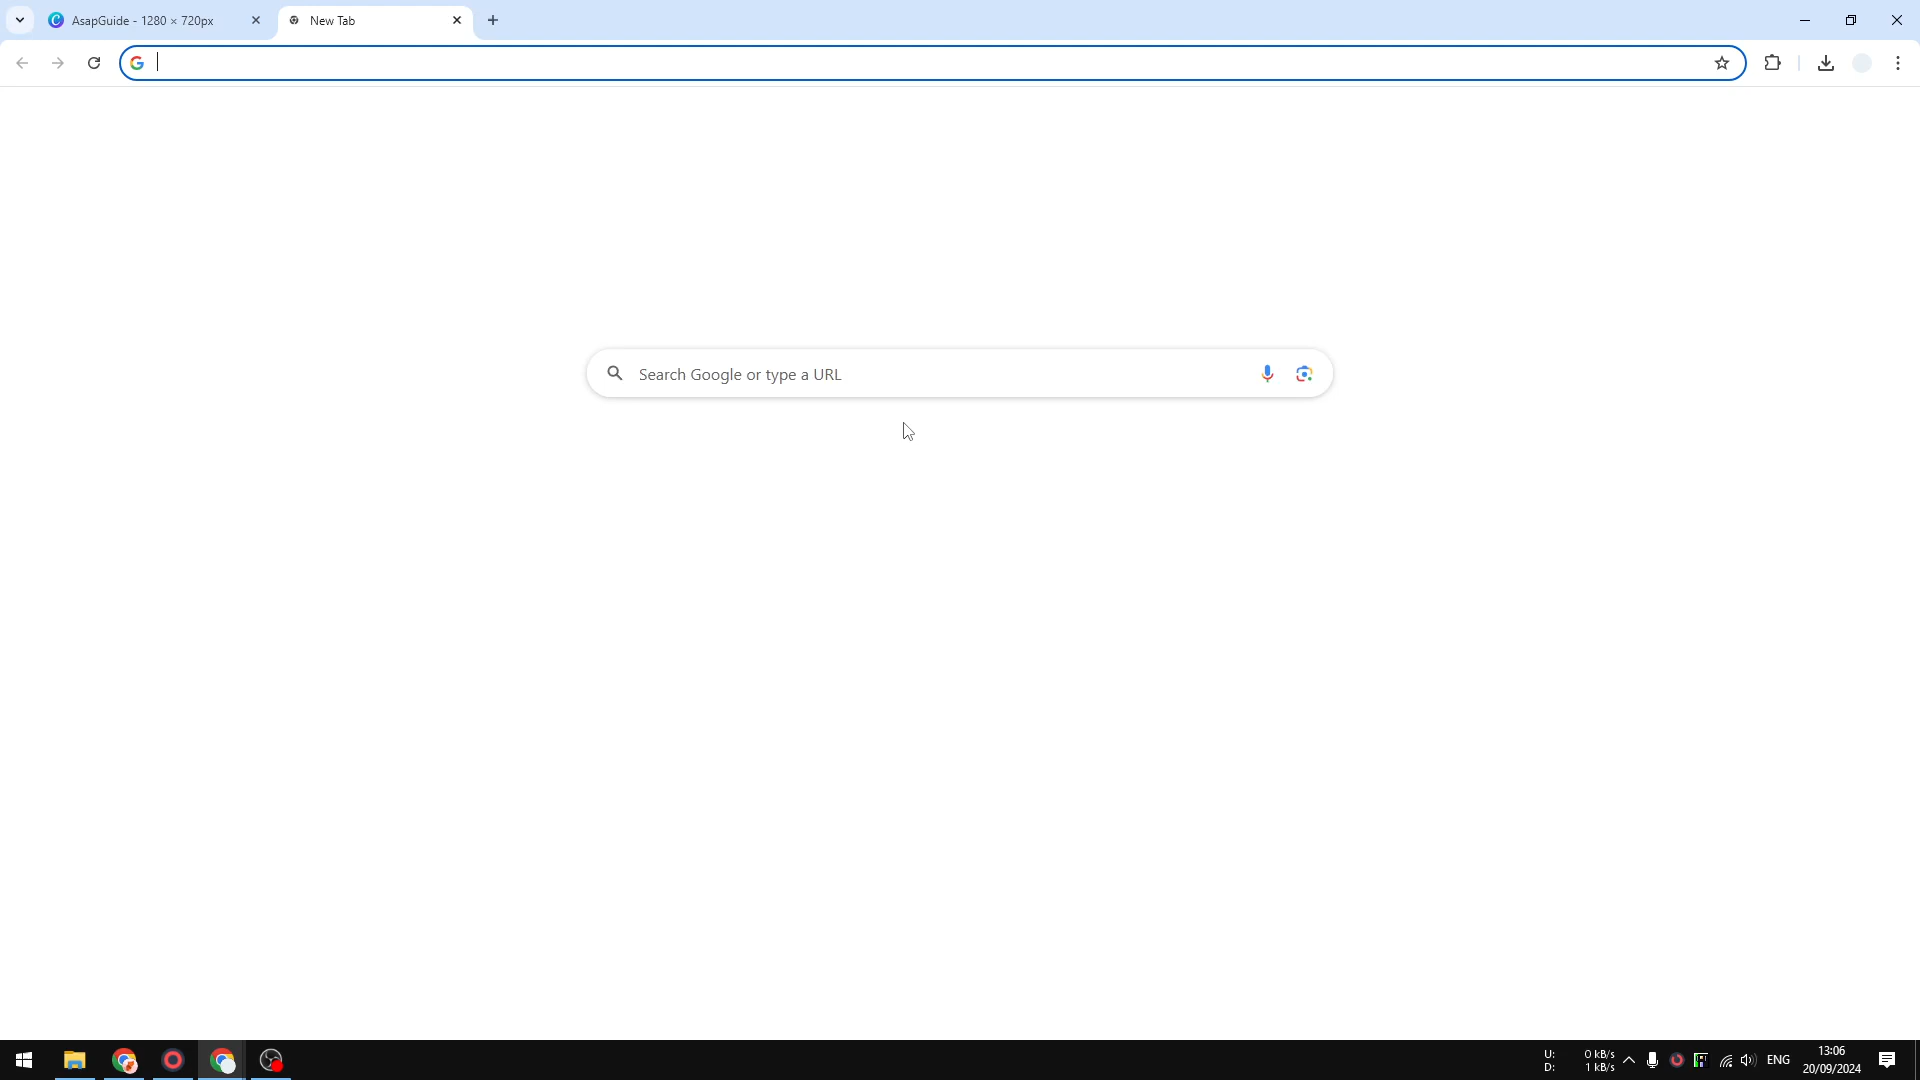 AsapGuide - 1280 × 720px
New Tab
Search Google or type a URL
U: 0 kB/s
D: 1 kB/s
ENG
13:06
20/09/2024